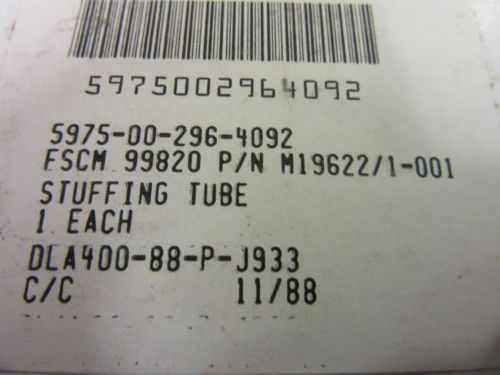 5975002964092
5975-00-296-4092
FSCM 99820 P/N M19622/1-001
STUFFING TUBE
1 EACH
DLA400-88-P-J933
C/C 11/88